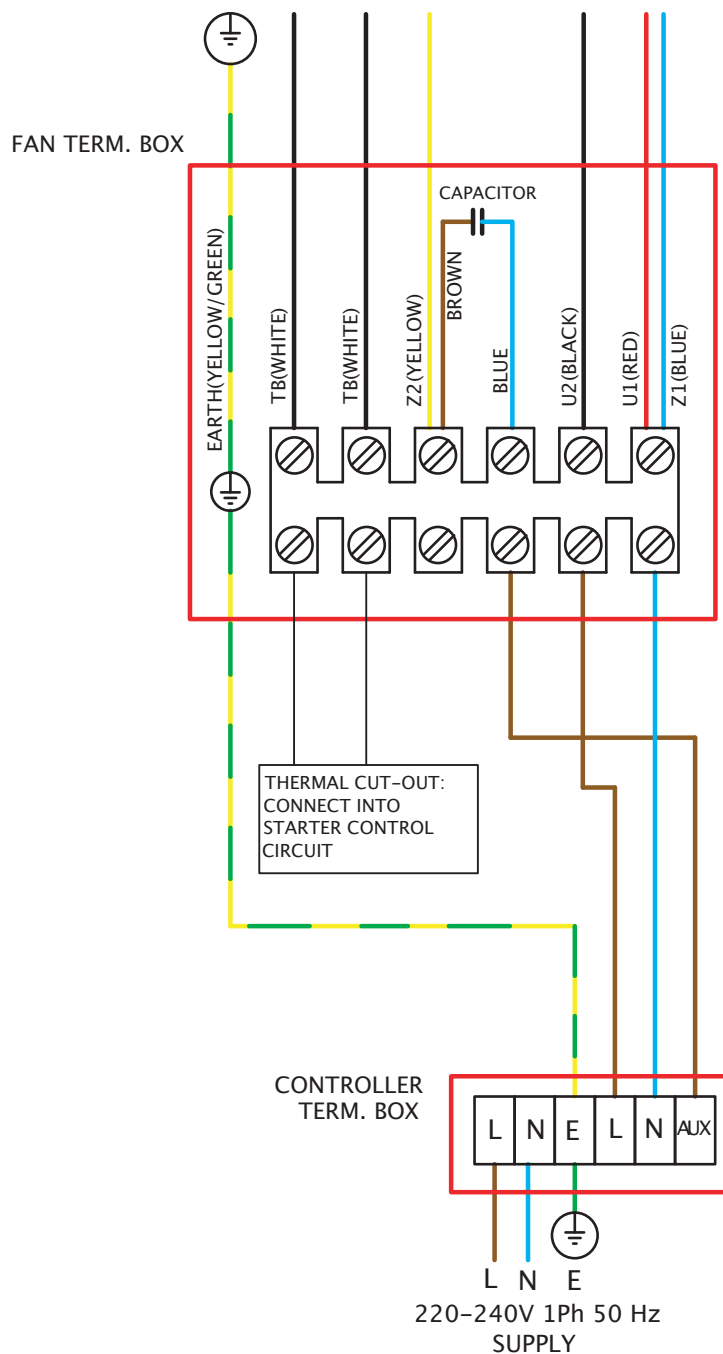 FAN TERM. BOX
CAPACITOR
EARTH(YELLOW/GREEN)
TB(WHITE)
TB(WHITE)
Z2(YELLOW)
BROWN
BLUE
U2(BLACK)
U1(RED)
Z1(BLUE)
THERMAL CUT-OUT:
CONNECT INTO
STARTER CONTROL
CIRCUIT
CONTROLLER
TERM. BOX
L N E L N AUX
L N E
220-240V 1Ph 50 Hz
SUPPLY